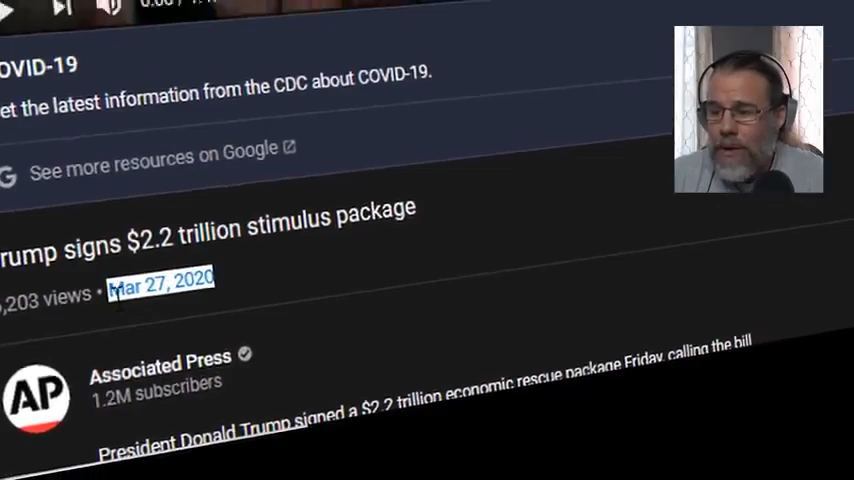 OVID-19
et the latest information from the CDC about COVID-19.
See more resources on Google
rump signs $2.2 trillion stimulus package
,203 views • Mar 27, 2020
AP
Associated Press
1.2M subscribers
President Donald Trump signed a $2.2 trillion economic rescue package Friday, calling the bill